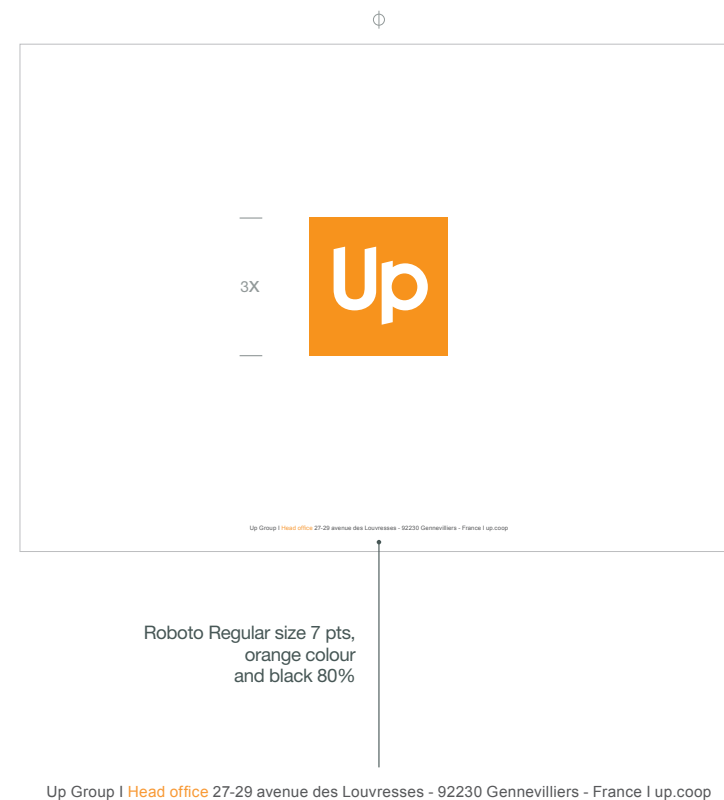 3X
Up
Up Group I Head office 27-29 avenue des Louvresses - 92230 Gennevilliers - France I up.coop
Roboto Regular size 7 pts,
orange colour
and black 80%
Up Group I Head office 27-29 avenue des Louvresses - 92230 Gennevilliers - France I up.coop